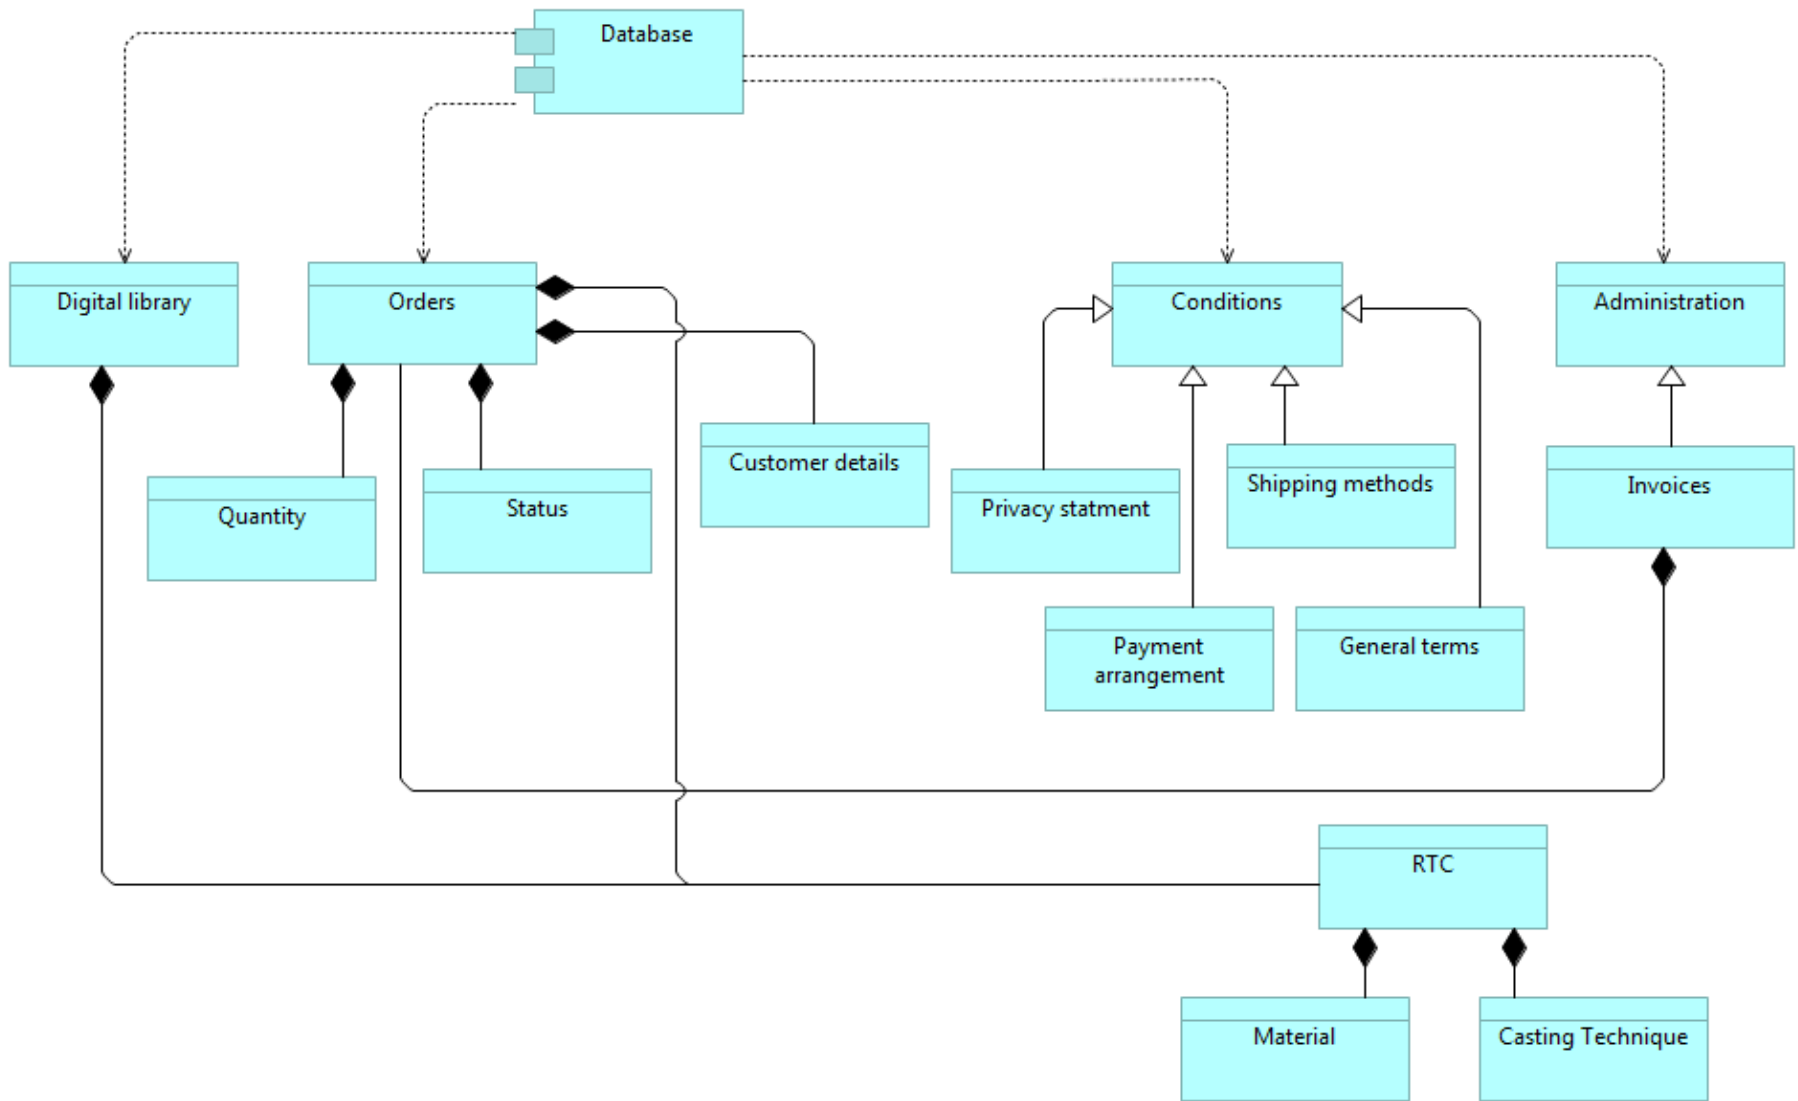 Database
Digital library
Orders
Conditions
Administration
Customer details
Shipping methods
Invoices
Quantity
Status
Privacy statment
Payment
arrangement
General terms
RTC
Material
Casting Technique